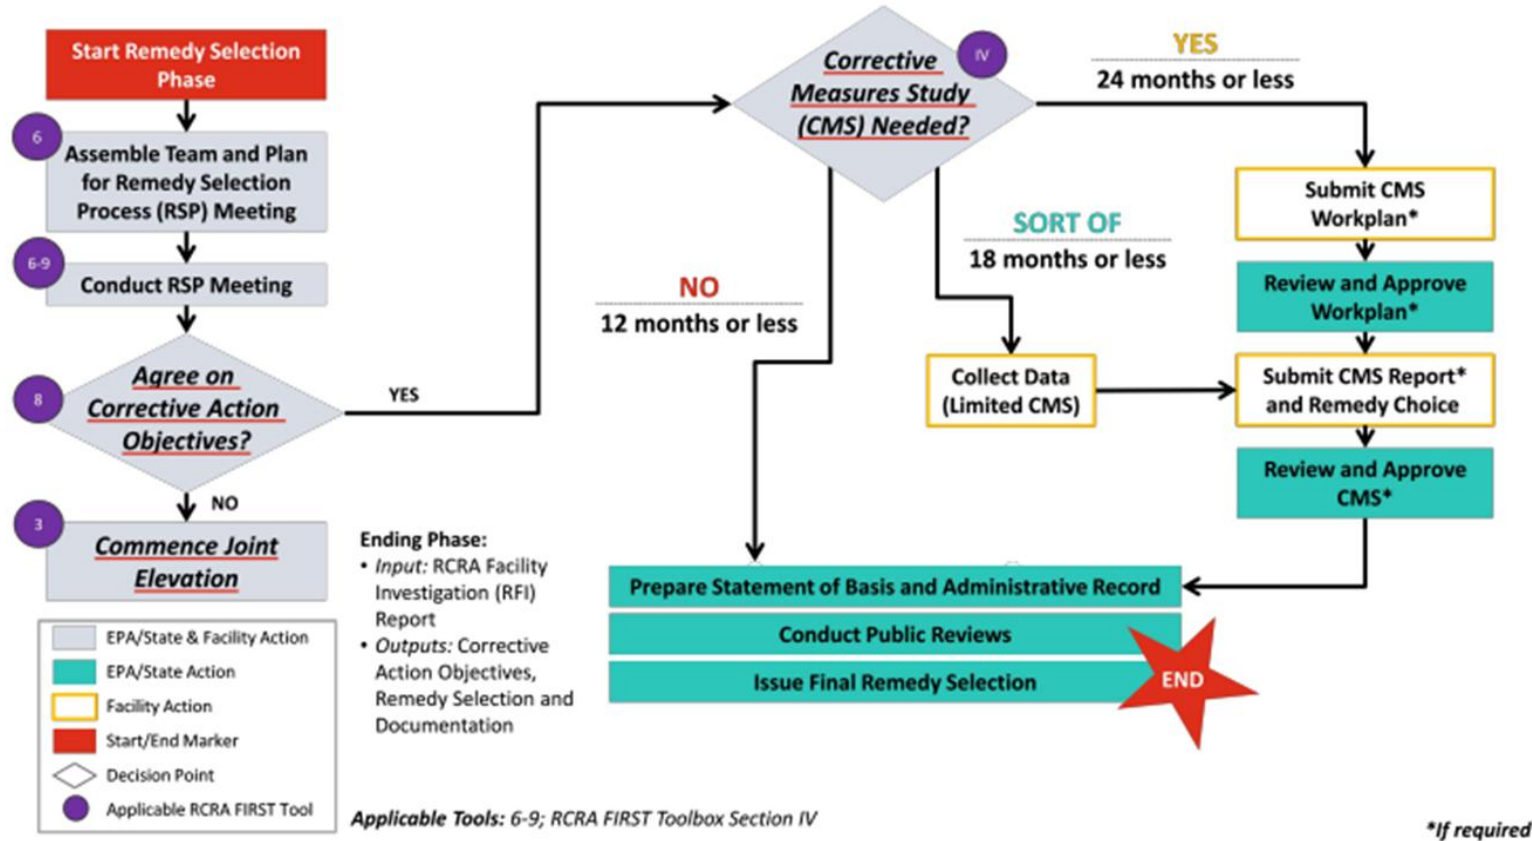 Start Remedy Selection
Phase
6
Assemble Team and Plan
for Remedy Selection
Process (RSP) Meeting
6-9
Conduct RSP Meeting
Agree on
8
Corrective Action
Objectives?
YES
NO
3
Commence Joint
Elevation
EPA/State & Facility Action
EPA/State Action
Facility Action
Start/End Marker
Decision Point
Applicable RCRA FIRST Tool
Ending Phase:
• Input: RCRA Facility
Investigation (RFI)
Report
• Outputs: Corrective
Action Objectives,
Remedy Selection and
Documentation
Corrective
IV
Measures Study
(CMS) Needed?
YES
24 months or less
SORT OF
18 months or less
NO
12 months or less
Submit CMS
Workplan*
Review and Approve
Workplan*
Collect Data
(Limited CMS)
Submit CMS Report*
and Remedy Choice
Review and Approve
CMS*
Prepare Statement of Basis and Administrative Record
Conduct Public Reviews
Issue Final Remedy Selection
END
Applicable Tools: 6-9; RCRA FIRST Toolbox Section IV
*If required